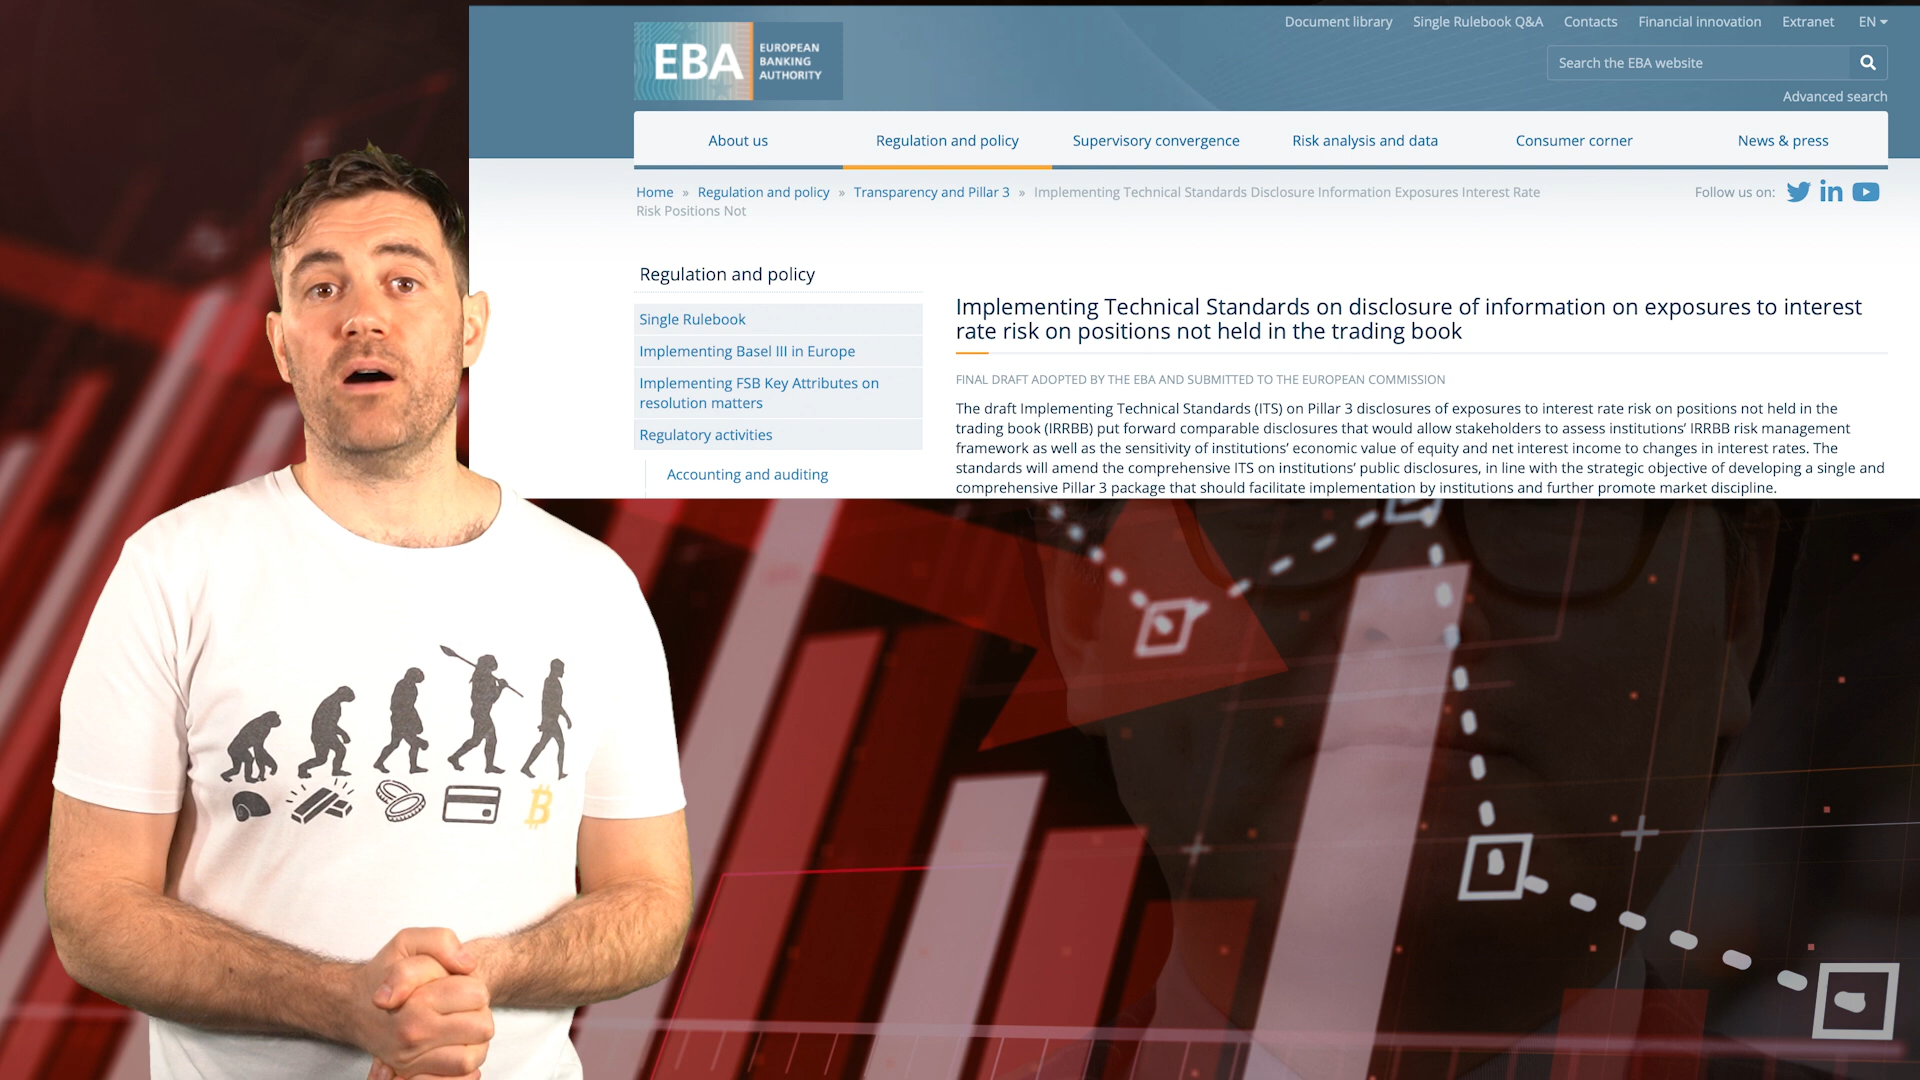 Document library Single Rulebook Q&A Contacts Financial innovation Extranet EN
EBA EUROPEAN BANKING AUTHORITY
Search the EBA website
Advanced search
About us Regulation and policy Supervisory convergence Risk analysis and data Consumer corner News & press
Home » Regulation and policy » Transparency and Pillar 3 » Implementing Technical Standards Disclosure Information Exposures Interest Rate
Risk Positions Not
Follow us on:
Regulation and policy
Single Rulebook
Implementing Basel III in Europe
Implementing FSB Key Attributes on
resolution matters
Regulatory activities
Accounting and auditing
Implementing Technical Standards on disclosure of information on exposures to interest
rate risk on positions not held in the trading book
FINAL DRAFT ADOPTED BY THE EBA AND SUBMITTED TO THE EUROPEAN COMMISSION
The draft Implementing Technical Standards (ITS) on Pillar 3 disclosures of exposures to interest rate risk on positions not held in the
trading book (IRRBB) put forward comparable disclosures that would allow stakeholders to assess institutions’ IRRBB risk management
framework as well as the sensitivity of institutions’ economic value of equity and net interest income to changes in interest rates. The
standards will amend the comprehensive ITS on institutions’ public disclosures, in line with the strategic objective of developing a single and
comprehensive Pillar 3 package that should facilitate implementation by institutions and further promote market discipline.